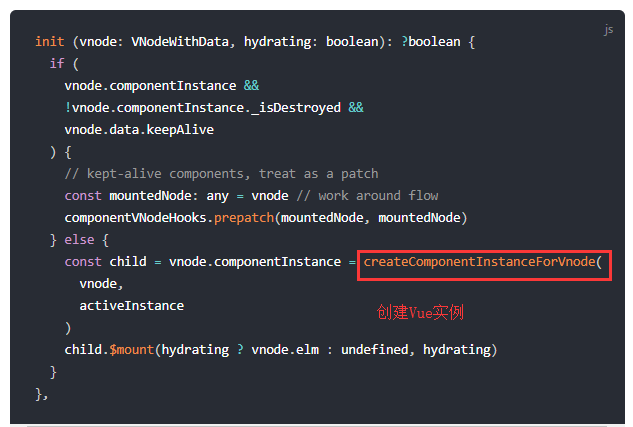 js
init (vnode: VNodeWithData, hydrating: boolean): ?boolean {
if (
vnode.componentInstance &&
!vnode.componentInstance._isDestroyed &&
vnode.data.keepAlive
) {
// kept-alive components, treat as a patch
const mountedNode: any = vnode // work around flow
componentVNodeHooks.prepatch(mountedNode, mountedNode)
} else {
const child = vnode.componentInstance = createComponentInstanceForVnode(
vnode,
activeInstance
创建Vue实例
)
child.$mount(hydrating ? vnode.elm : undefined, hydrating)
}
},